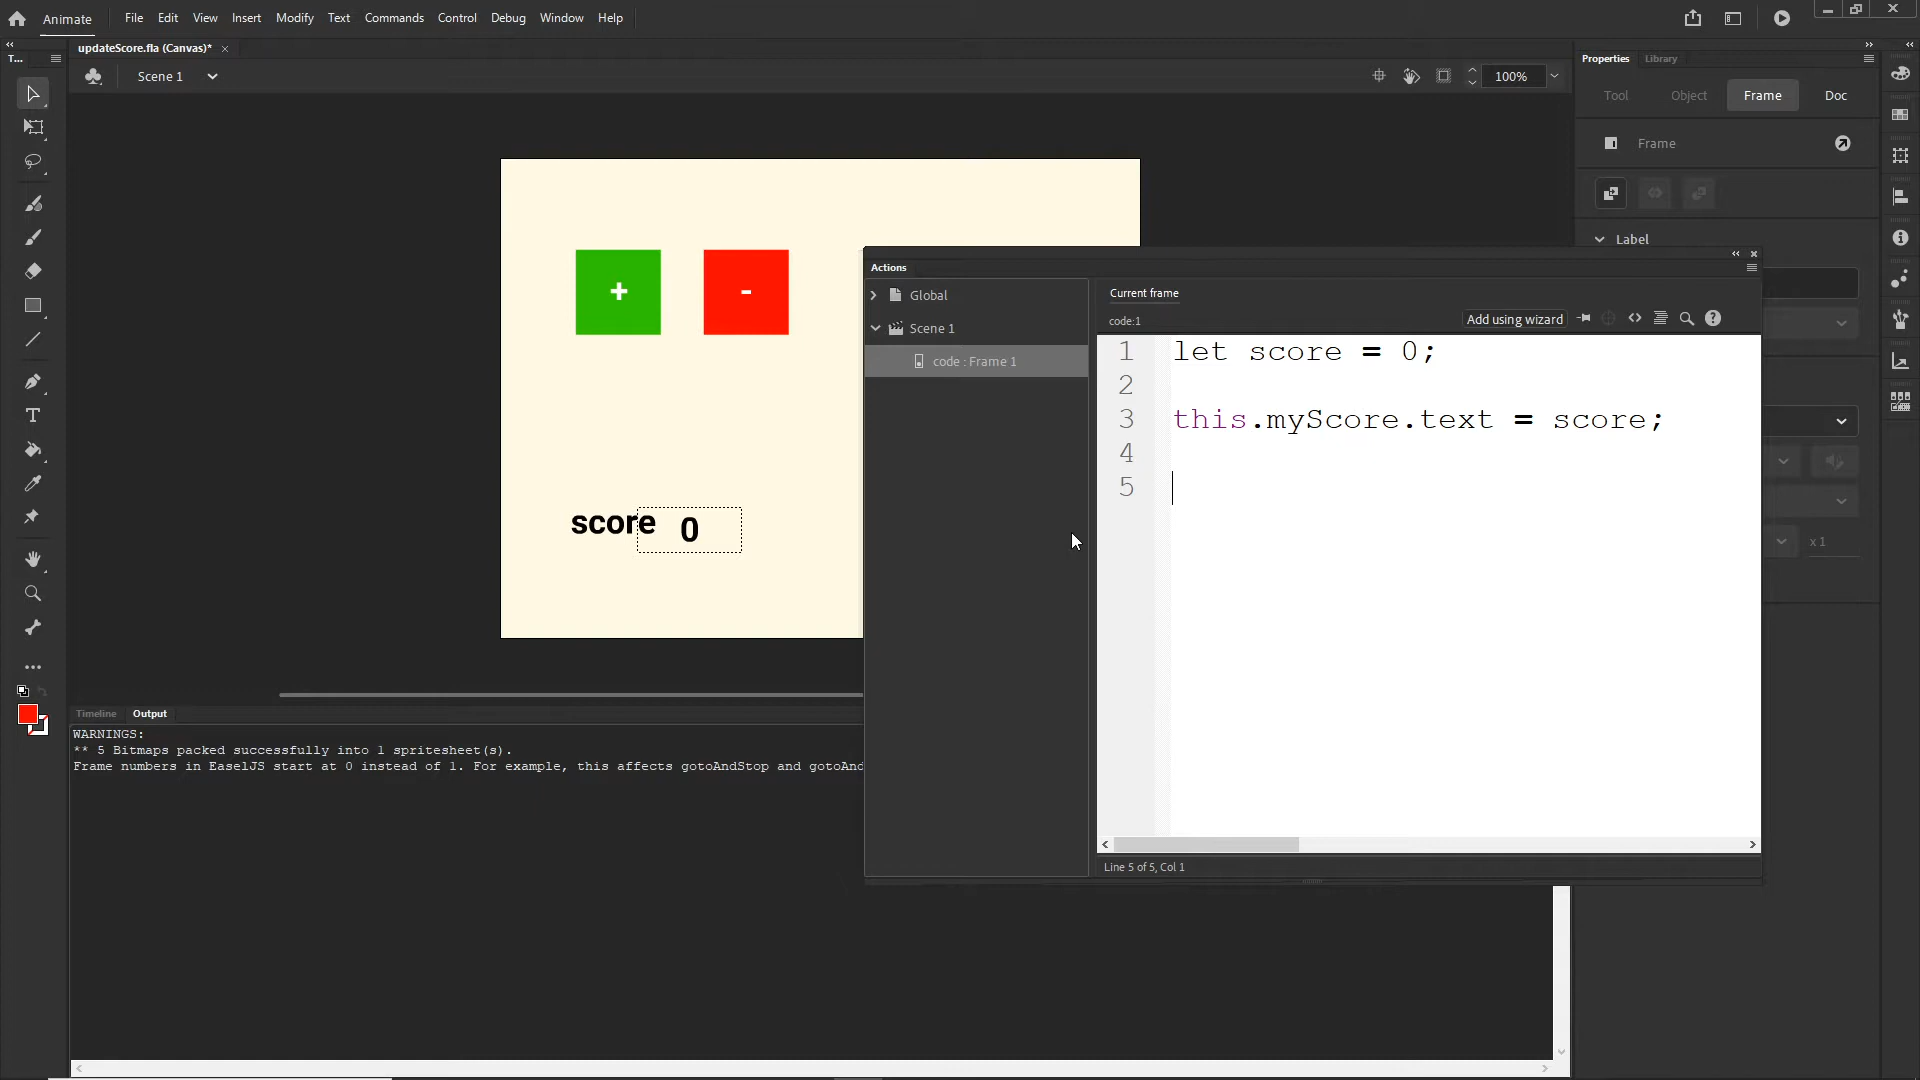 Animate
File Edit View Insert Modify Text Commands Control Debug Window Help
updateScore.fla (Canvas)* ×
T...
Scene 1
100%
Properties Library
Tool Object Frame Doc
Frame
Label
+ -
score 0
x 1
Actions
Global
Scene 1
code : Frame 1
Current frame
code:1
Add using wizard
1 let score = 0;
2
3 this.myScore.text = score;
4
5
Line 5 of 5, Col 1
Timeline Output
WARNINGS:
** 5 Bitmaps packed successfully into 1 spritesheet(s).
Frame numbers in EaselJS start at 0 instead of 1. For example, this affects gotoAndStop and gotoAnd